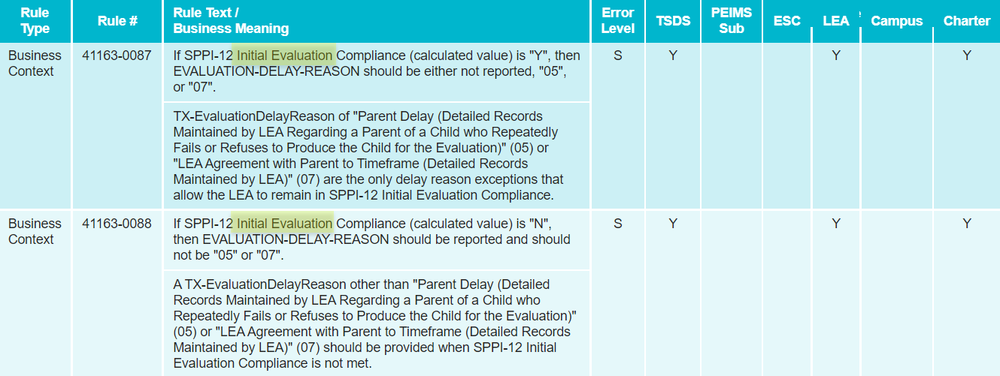 Rule Type
Rule #
Rule Text /
Business Meaning
Error Level
TSDS
PEIMS Sub
ESC
LEA
Campus
Charter
Business Context
41163-0087
If SPPI-12 Initial Evaluation Compliance (calculated value) is "Y", then
EVALUATION-DELAY-REASON should be either not reported, "05",
or "07".
S
Y
Y
Y
TX-EvaluationDelayReason of "Parent Delay (Detailed Records
Maintained by LEA Regarding a Parent of a Child who Repeatedly
Fails or Refuses to Produce the Child for the Evaluation)" (05) or
"LEA Agreement with Parent to Timeframe (Detailed Records
Maintained by LEA)" (07) are the only delay reason exceptions that
allow the LEA to remain in SPPI-12 Initial Evaluation Compliance.
Business Context
41163-0088
If SPPI-12 Initial Evaluation Compliance (calculated value) is "N",
then EVALUATION-DELAY-REASON should be reported and should
not be "05" or "07".
S
Y
Y
Y
A TX-EvaluationDelayReason other than "Parent Delay (Detailed
Records Maintained by LEA Regarding a Parent of a Child who
Repeatedly Fails or Refuses to Produce the Child for the Evaluation)"
(05) or "LEA Agreement with Parent to Timeframe (Detailed Records
Maintained by LEA)" (07) should be provided when SPPI-12 Initial
Evaluation Compliance is not met.